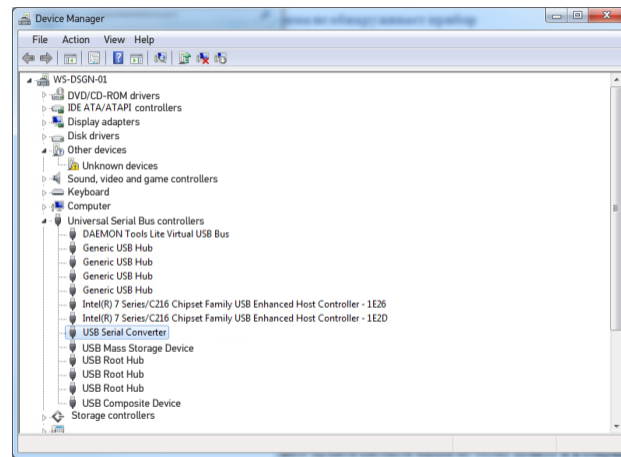 Device Manager
File Action View Help
WS-DSGN-01
DVD/CD-ROM drivers
IDE ATA/ATAPI controllers
Display adapters
Disk drivers
Other devices
Unknown devices
Sound, video and game controllers
Keyboard
Computer
Universal Serial Bus controllers
DAEMON Tools Lite Virtual USB Bus
Generic USB Hub
Generic USB Hub
Generic USB Hub
Generic USB Hub
Intel(R) 7 Series/C216 Chipset Family USB Enhanced Host Controller - 1E26
Intel(R) 7 Series/C216 Chipset Family USB Enhanced Host Controller - 1E2D
USB Serial Converter
USB Mass Storage Device
USB Root Hub
USB Root Hub
USB Root Hub
USB Composite Device
Storage controllers